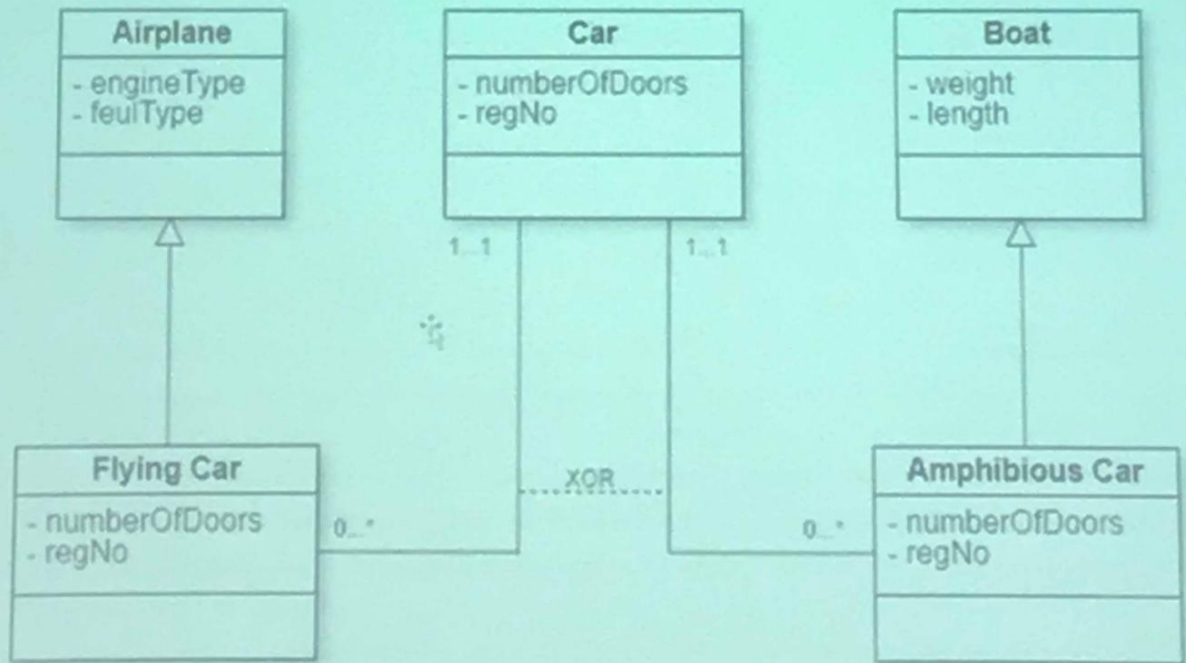 Airplane
- engineType
- feulType
Car
- numberOfDoors
- regNo
Boat
- weight
- length
1...1
1...1
XOR
Flying Car
- numberOfDoors
- regNo
0...*
0...*
Amphibious Car
- numberOfDoors
- regNo